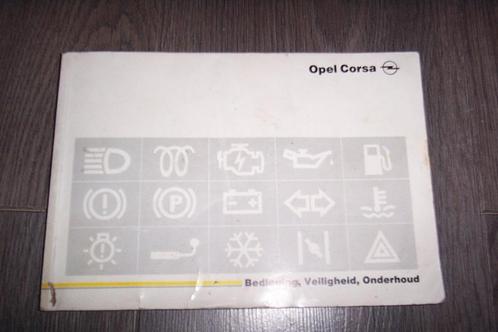 Opel Corsa
P
Bediening, Veiligheid, Onderhoud